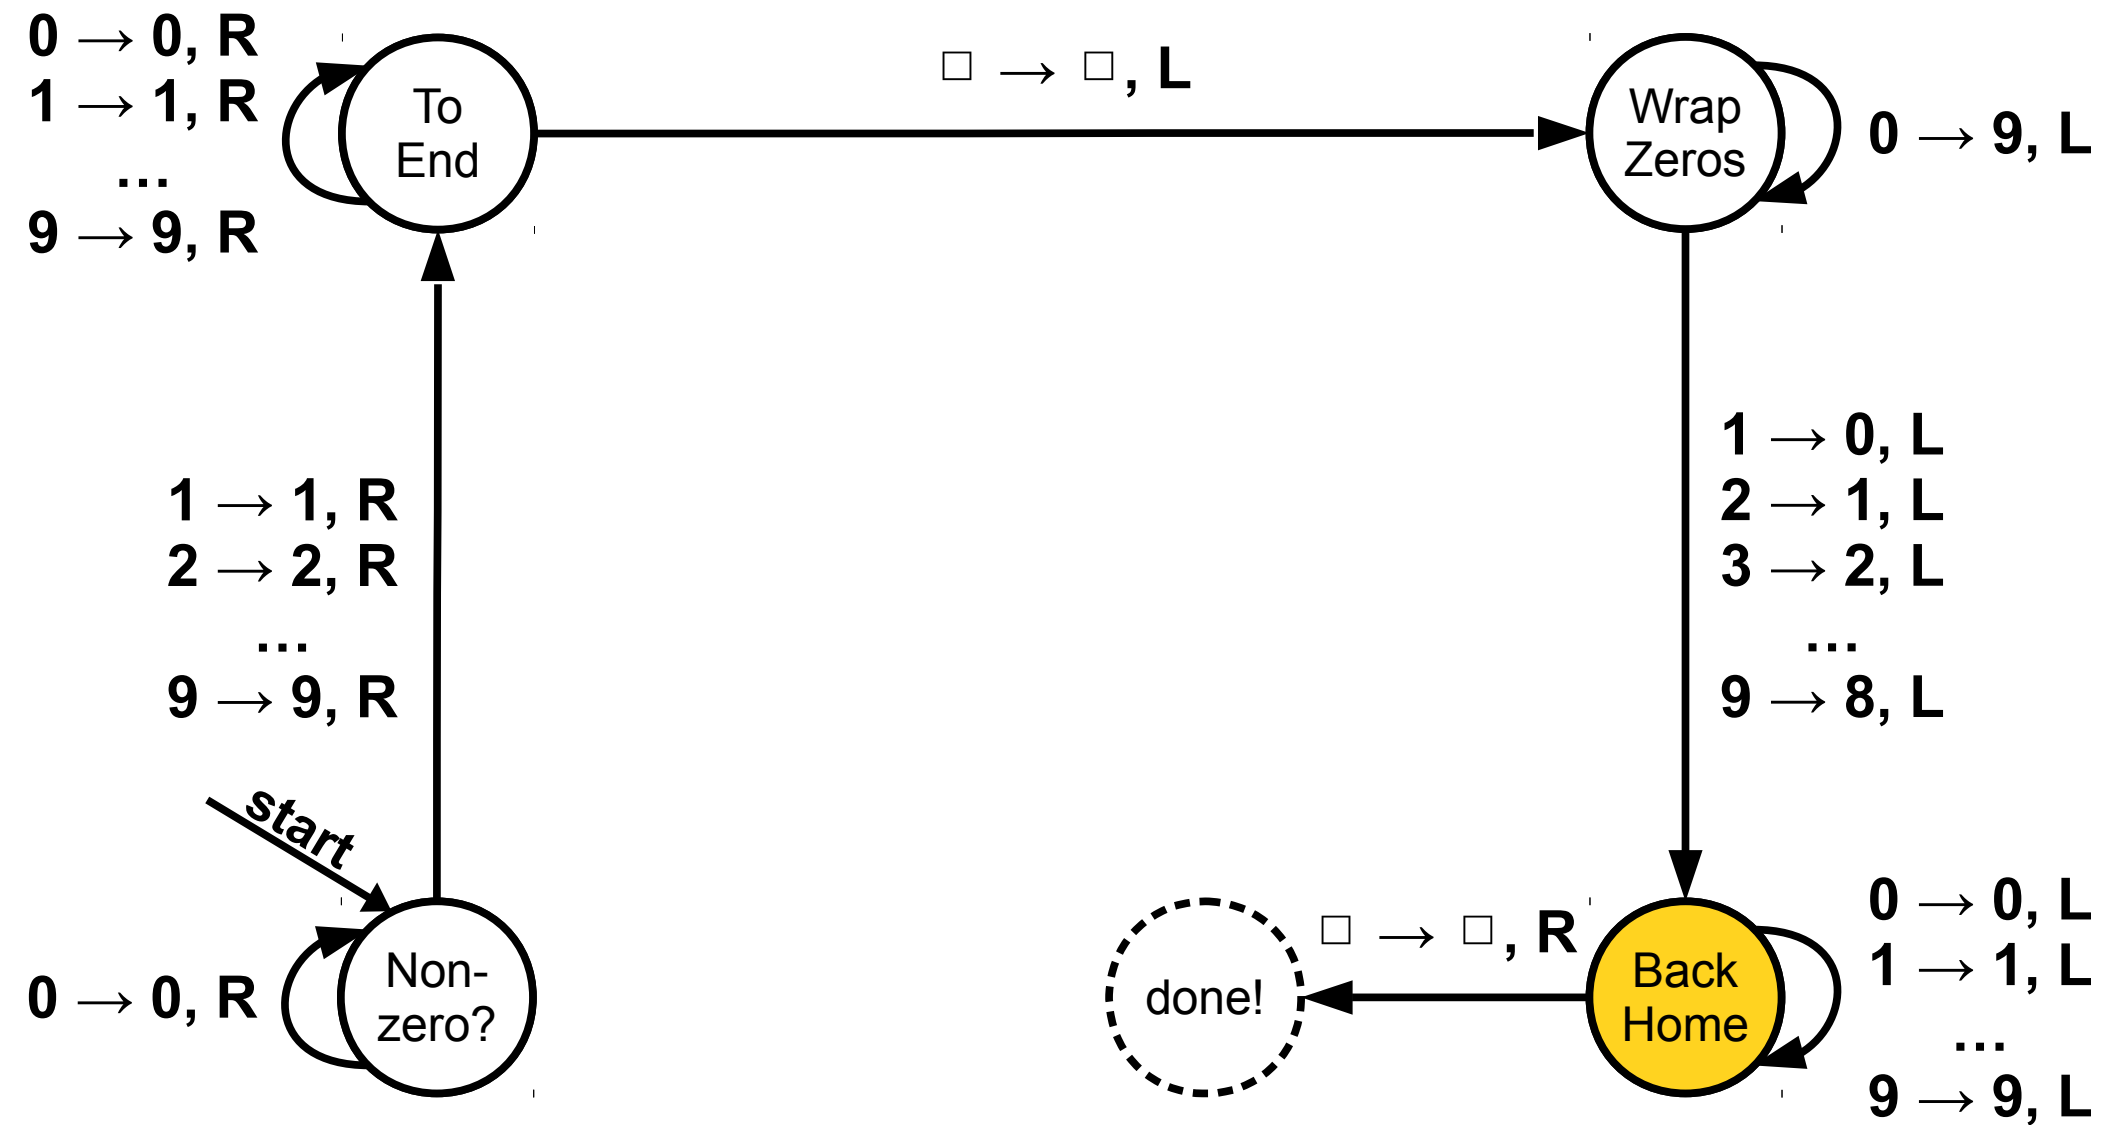 0 → 0, R
1 → 1, R
...
9 → 9, R
To
End
□ → □, L
Wrap
Zeros
0 → 9, L
1 → 1, R
2 → 2, R
...
9 → 9, R
1 → 0, L
2 → 1, L
3 → 2, L
...
9 → 8, L
start
0 → 0, R
Non-
zero?
done!
□ → □, R
Back
Home
0 → 0, L
1 → 1, L
...
9 → 9, L